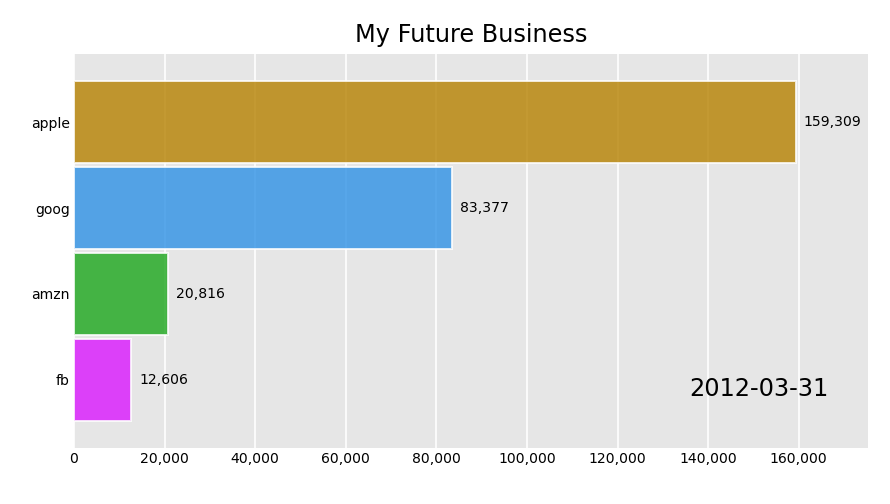 My Future Business
apple
159,309
goog
83,377
amzn
20,816
fb
12,606
2012-03-31
0 20,000 40,000 60,000 80,000 100,000 120,000 140,000 160,000